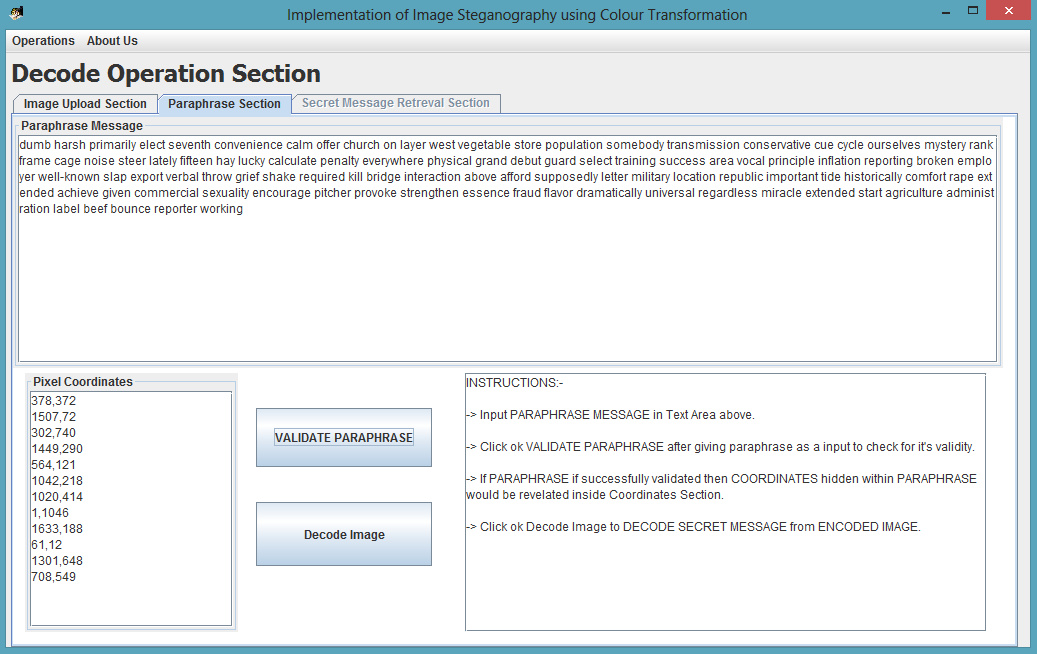 Implementation of Image Steganography using Colour Transformation
Operations About Us
Decode Operation Section
Image Upload Section Paraphrase Section Secret Message Retreval Section
Paraphrase Message
dumb harsh primarily elect seventh convenience calm offer church on layer west vegetable store population somebody transmission conservative cue cycle ourselves mystery rank
frame cage noise steer lately fifteen hay lucky calculate penalty everywhere physical grand debut guard select training success area vocal principle inflation reporting broken emplo
yer well-known slap export verbal throw grief shake required kill bridge interaction above afford supposedly letter military location republic important tide historically comfort rape ext
ended achieve given commercial sexuality encourage pitcher provoke strengthen essence fraud flavor dramatically universal regardless miracle extended start agriculture administ
ration label beef bounce reporter working
Pixel Coordinates
378,372
1507,72
302,740
1449,290
564,121
1042,218
1020,414
1,1046
1633,188
61,12
1301,648
708,549
VALIDATE PARAPHRASE
Decode Image
INSTRUCTIONS:-
-> Input PARAPHRASE MESSAGE in Text Area above.
-> Click ok VALIDATE PARAPHRASE after giving paraphrase as a input to check for it's validity.
-> If PARAPHRASE if successfully validated then COORDINATES hidden within PARAPHRASE
would be revelated inside Coordinates Section.
-> Click ok Decode Image to DECODE SECRET MESSAGE from ENCODED IMAGE.